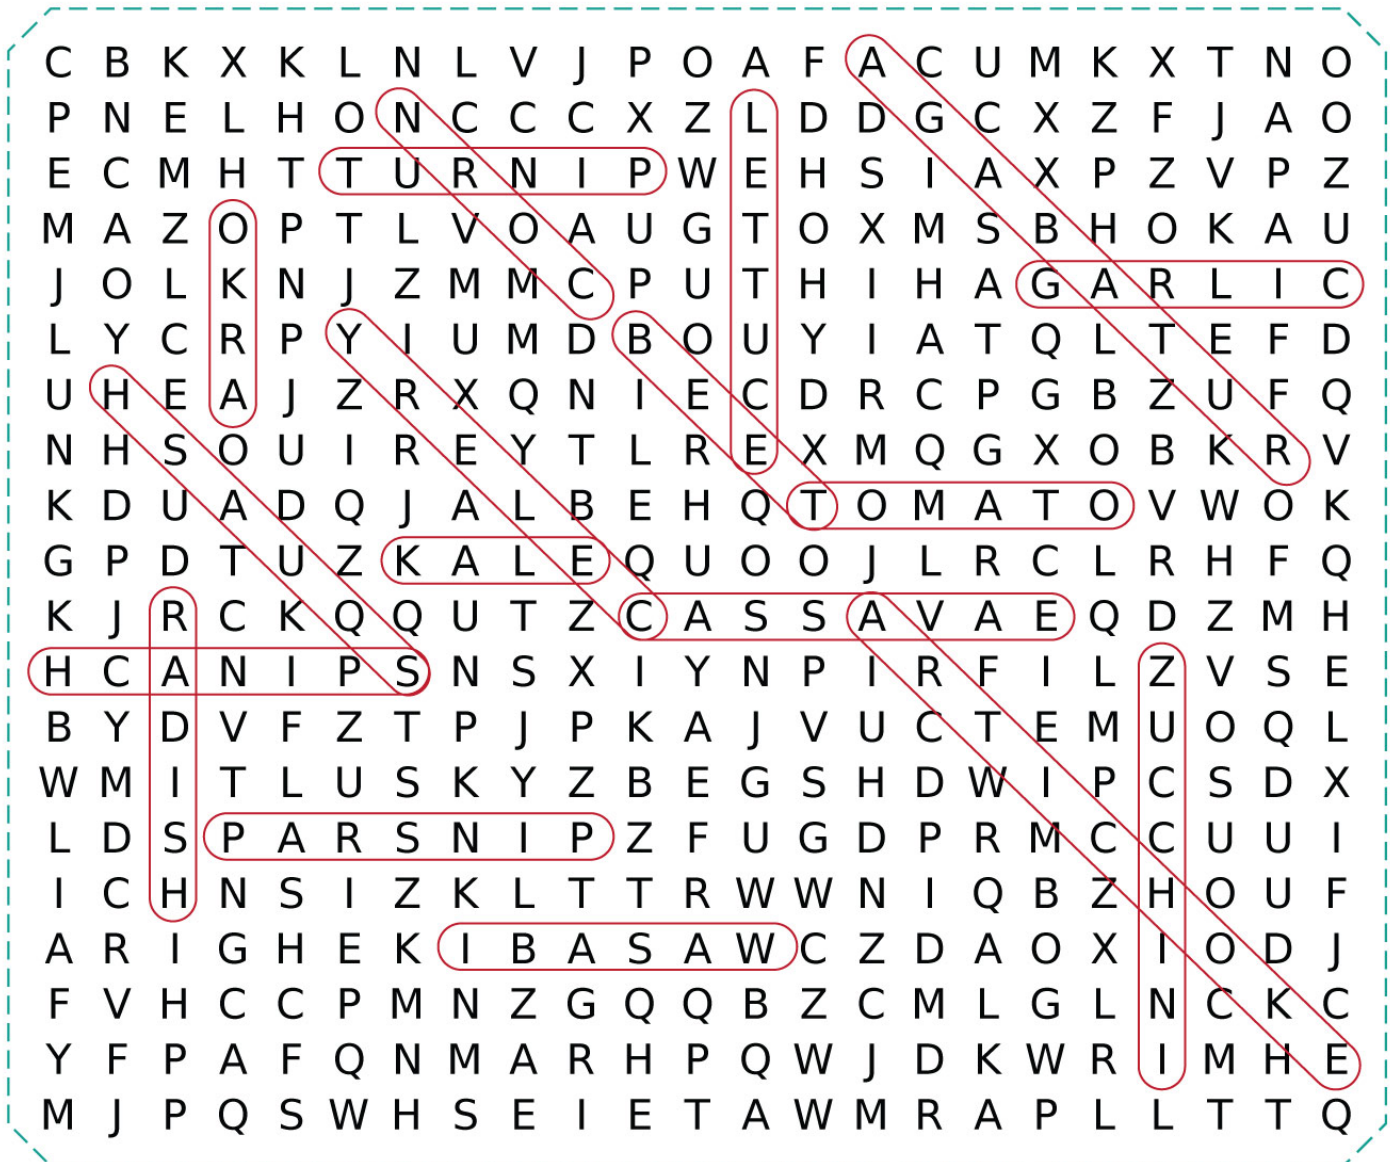 C B K X K L N L V J P O A F A C U M K X T N O
P N E L H O N C C C X Z L D D G C X Z F J A O
E C M H T T U R N I P W E H S I A X P Z V P Z
M A Z O P T L V O A U G T O X M S B H O K A U
J O L K N J Z M M C P U T H I H A G A R L I C
L Y C R P Y I U M D B O U Y I A T Q L T E F D
U H E A J Z R X Q N I E C D R C P G B Z U F Q
N H S O U I R E Y T L R E X M Q G X O B K R V
K D U A D Q J A L B E H Q T O M A T O V W O K
G P D T U Z K A L E Q U O O J L R C L R H F Q
K J R C K Q Q U T Z C A S S A V A E Q D Z M H
H C A N I P S N S X I Y N P I R F I L Z V S E
B Y D V F Z T P J P K A J V U C T E M U O Q L
W M I T L U S K Y Z B E G S H D W I P C S D X
L D S P A R S N I P Z F U G D P R M C C U U I
I C H N S I Z K L T T R W W N I Q B Z H O U F
A R I G H E K I B A S A W C Z D A O X I O D J
F V H C C P M N Z G Q Q B Z C M L G L N C K C
Y F P A F Q N M A R H P Q W J D K W R I M H E
M J P Q S W H S E I E T A W M R A P L L T T Q